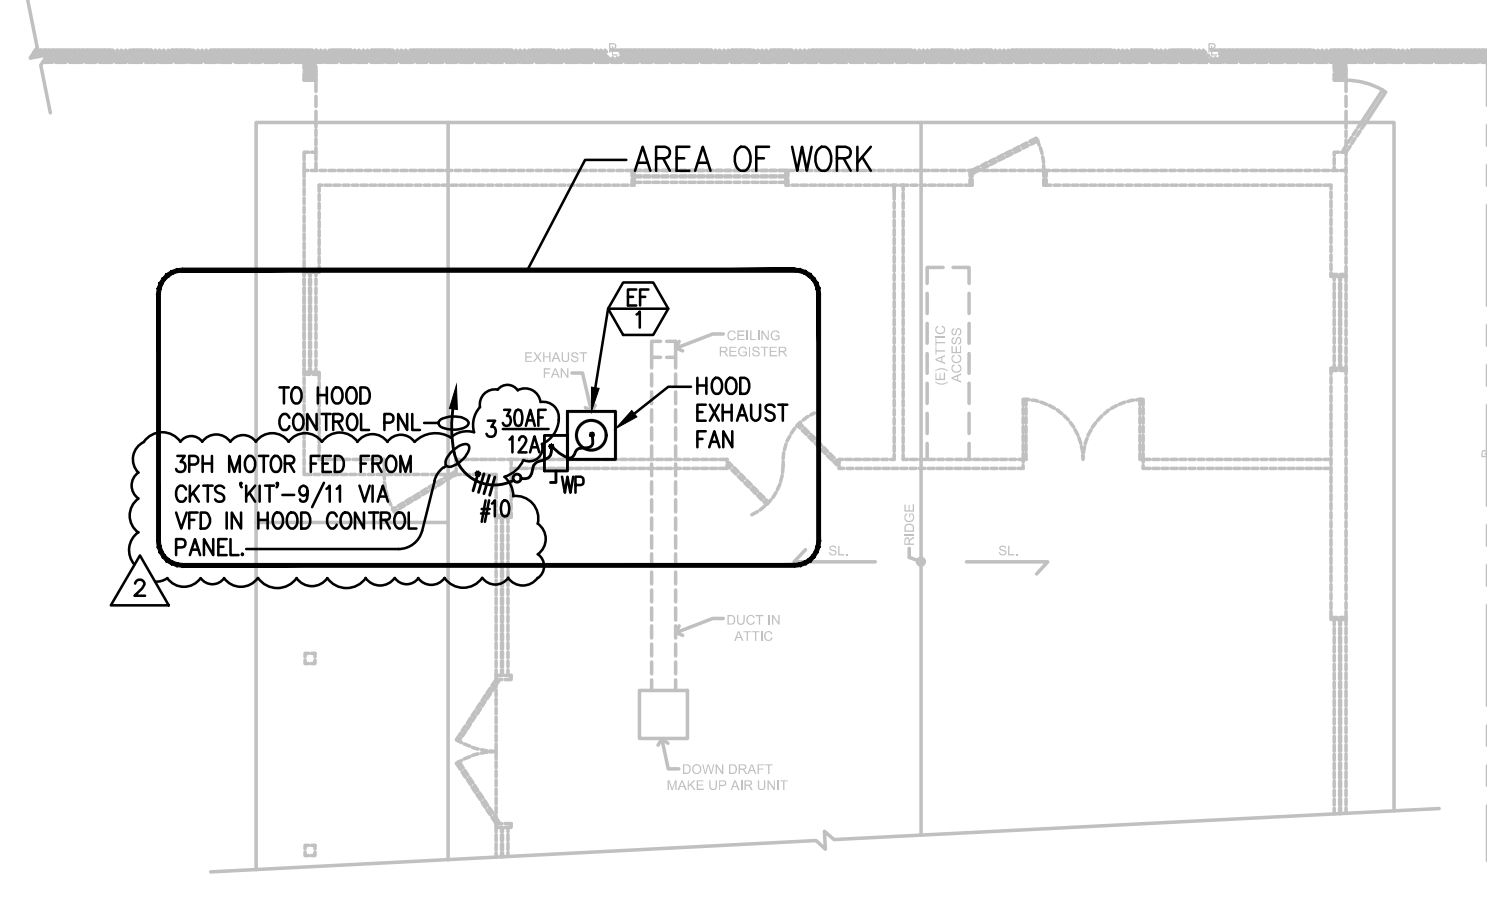 AREA OF WORK
EF
1
CEILING
REGISTER
EXHAUST
FAN
(E) ATTIC
ACCESS
TO HOOD
CONTROL PNL
3
30AF
12A
HOOD
EXHAUST
FAN
3PH MOTOR FED FROM
CKTS 'KIT'-9/11 VIA
VFD IN HOOD CONTROL
PANEL.
WP
#10
2
SL.
RIDGE
SL.
DUCT IN
ATTIC
DOWN DRAFT
MAKE UP AIR UNIT